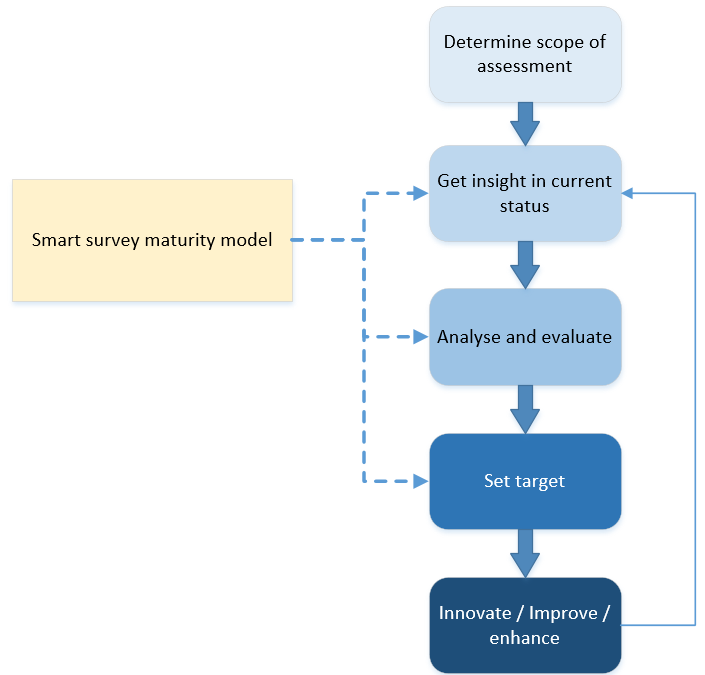 Determine scope of
assessment
Get insight in current
status
Smart survey maturity model
Analyse and evaluate
Set target
Innovate / Improve /
enhance